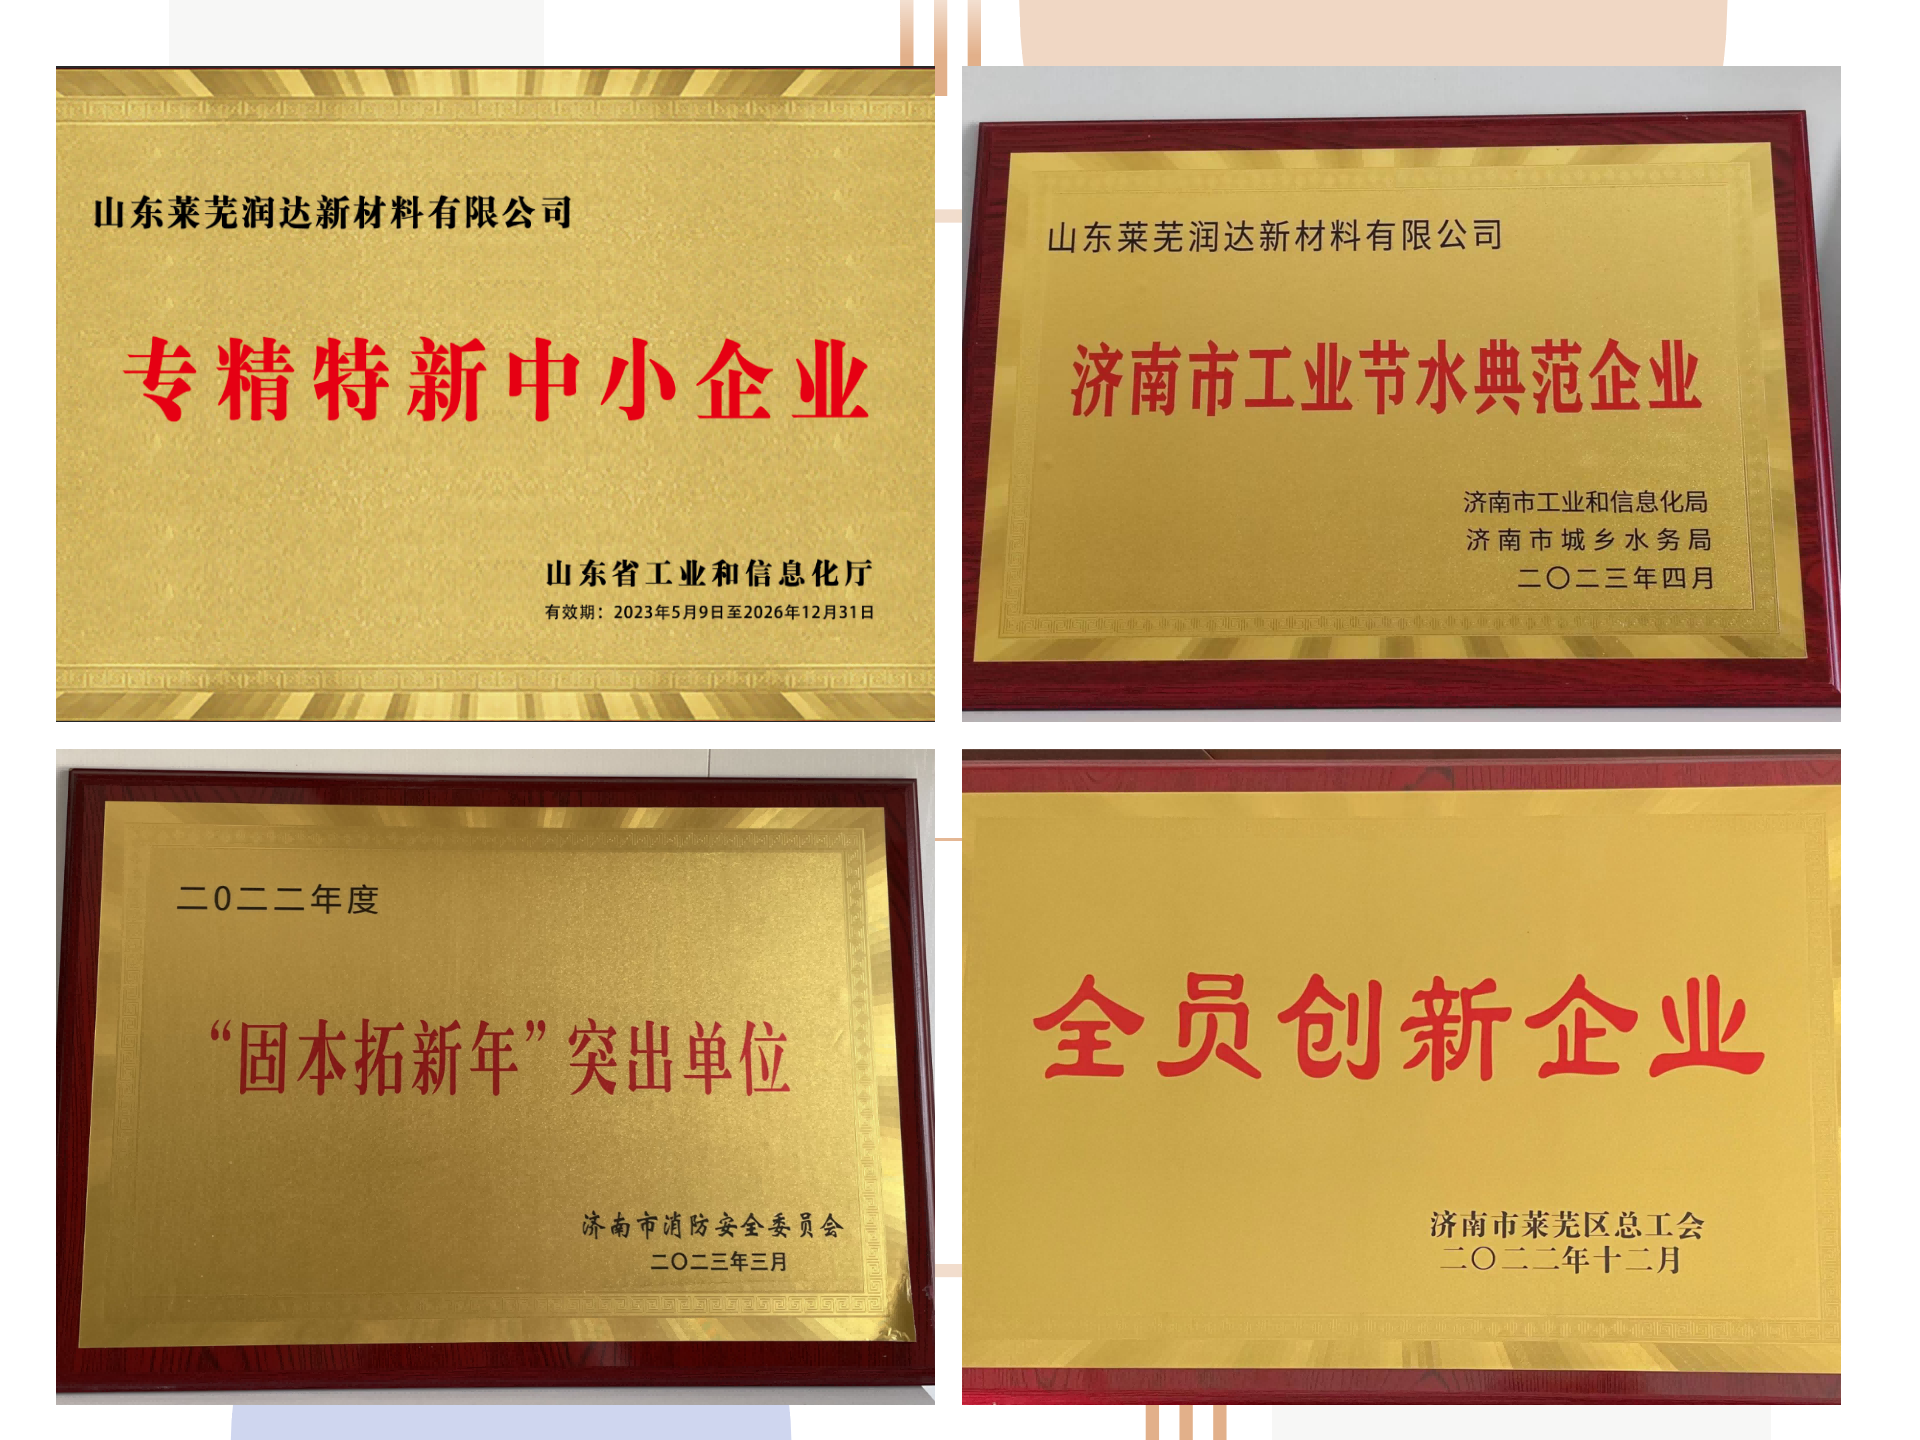 山东莱芜润达新材料有限公司
专精特新中小企业
山东省工业和信息化厅
有效期：2023年5月9日至2026年12月31日
山东莱芜润达新材料有限公司
济南市工业节水典范企业
济南市工业和信息化局
济南市城乡水务局
二〇二三年四月
二0二二年度
“固本拓新年”突出单位
济南市消防安全委员会
二〇二三年三月
全员创新企业
济南市莱芜区总工会
二〇二二年十二月